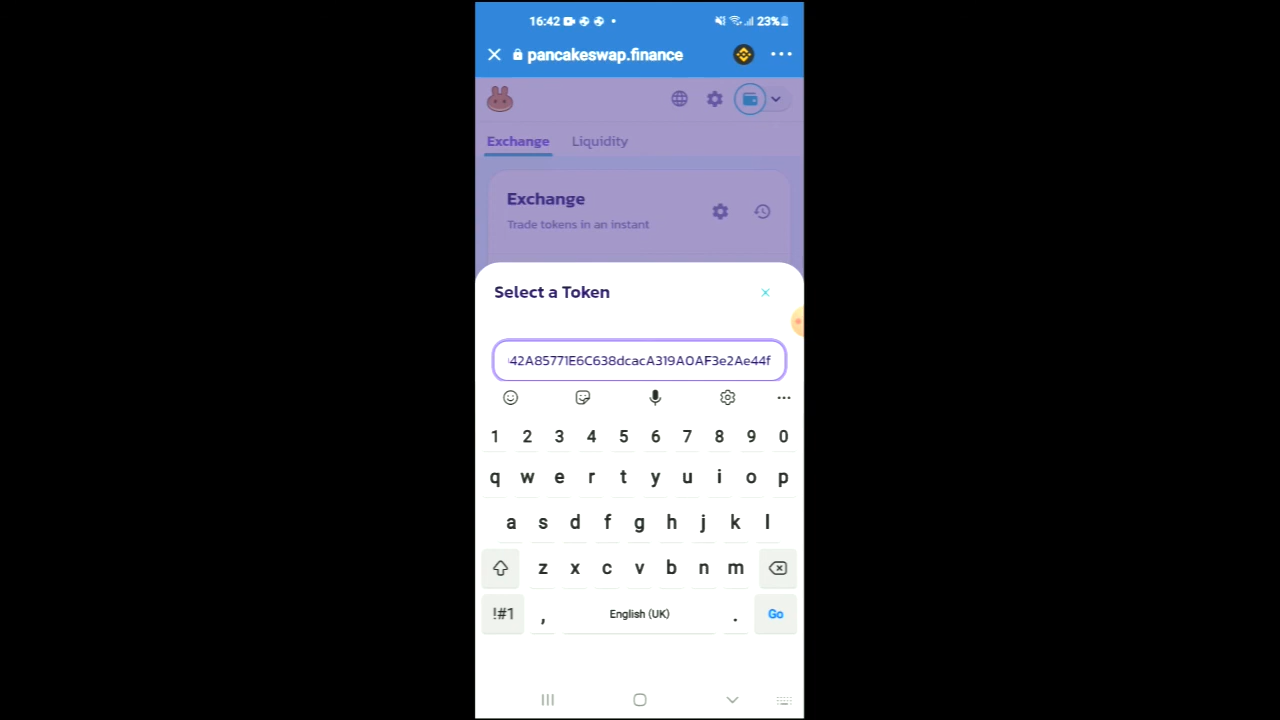 16:42
23%
pancakeswap.finance
Exchange
Liquidity
Exchange
Trade tokens in an instant
Select a Token
42A85771E6C638dcacA319A0AF3e2Ae44f
1 2 3 4 5 6 7 8 9 0
q w e r t y u i o p
a s d f g h j k l
z x c v b n m
!#1 , English (UK) . Go